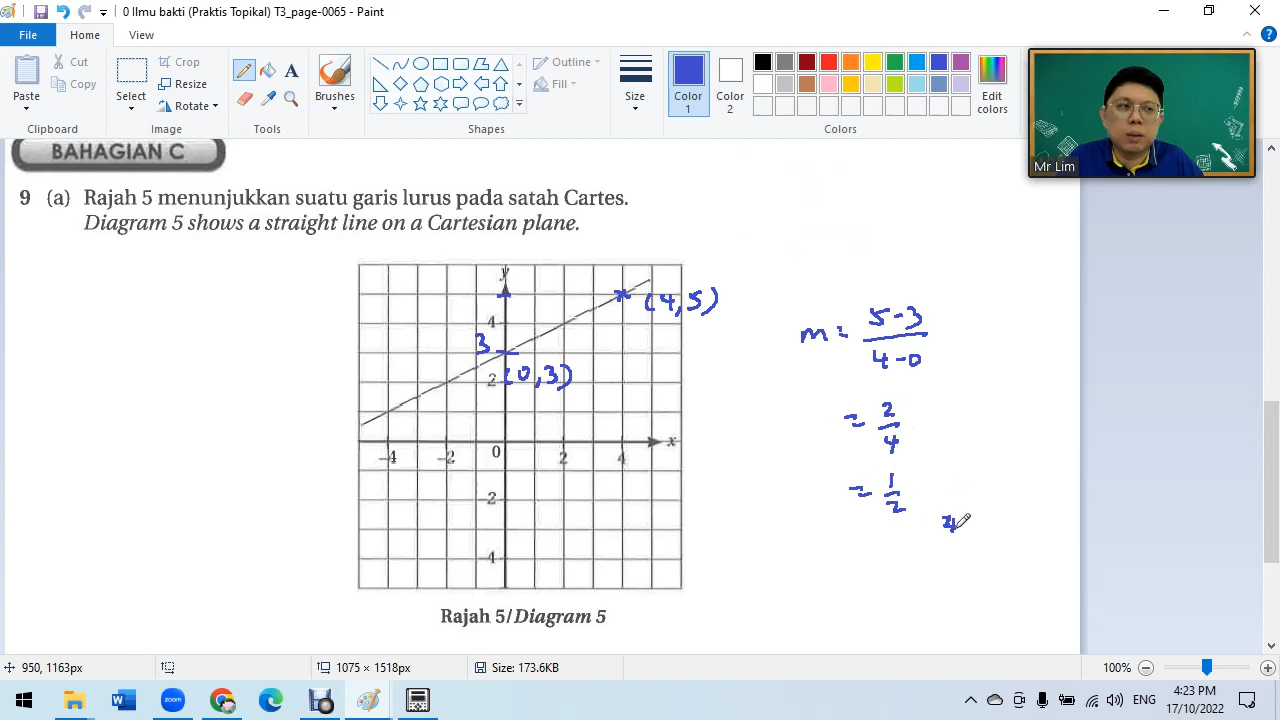 0 Ilmu bakti (Praktis Topikal) T3_page-0065 - Paint
File
Home
View
Paste
Cut
Copy
Clipboard
Select
Crop
Resize
Rotate
Image
A
Tools
Brushes
Outline
Fill
Shapes
Size
Color 1
Color 2
Edit colors
Colors
Mr Lim
BAHAGIAN C
9 (a) Rajah 5 menunjukkan suatu garis lurus pada satah Cartes.
Diagram 5 shows a straight line on a Cartesian plane.
y
(4,5)
4
3
(0,3)
2
x
-4 -2 0 2 4
-2
-4
Rajah 5/Diagram 5
m = 5-3
4-0
= 2
4
= 1
2
950, 1163px
1075 × 1518px
Size: 173.6KB
100%
W
zoom
ENG
4:23 PM
17/10/2022